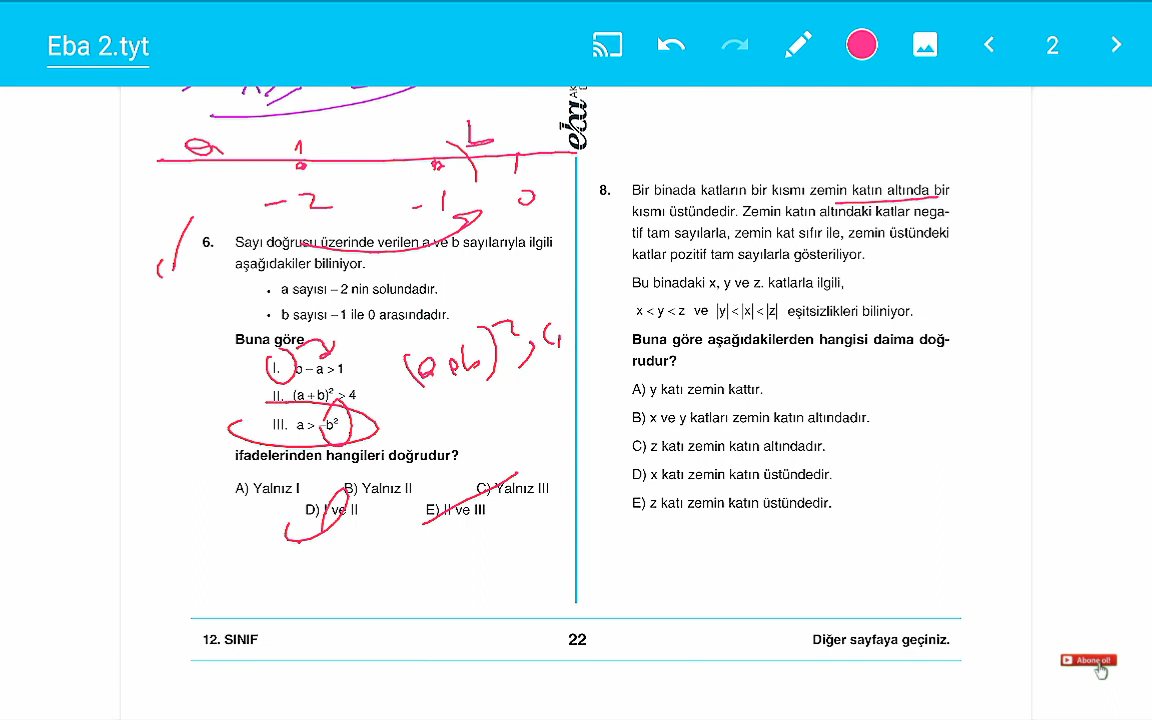 Eba 2.tyt
2
eba
a
b
-2
-1
0
6. Sayı doğrusu üzerinde verilen a ve b sayılarıyla ilgili
aşağıdakiler biliniyor.
• a sayısı – 2 nin solundadır.
• b sayısı – 1 ile 0 arasındadır.
Buna göre
I. b – a > 1
II. (a + b)² > 4
III. a > –b²
(a+b)²
ifadelerinden hangileri doğrudur?
A) Yalnız I B) Yalnız II C) Yalnız III
D) I ve II E) II ve III
8. Bir binada katların bir kısmı zemin katın altında bir
kısmı üstündedir. Zemin katın altındaki katlar nega-
tif tam sayılarla, zemin kat sıfır ile, zemin üstündeki
katlar pozitif tam sayılarla gösteriliyor.
Bu binadaki x, y ve z. katlarla ilgili,
x < y < z ve |y| < |x| < |z| eşitsizlikleri biliniyor.
Buna göre aşağıdakilerden hangisi daima doğ-
rudur?
A) y katı zemin kattır.
B) x ve y katları zemin katın altındadır.
C) z katı zemin katın altındadır.
D) x katı zemin katın üstündedir.
E) z katı zemin katın üstündedir.
12. SINIF
22
Diğer sayfaya geçiniz.
Abone ol!